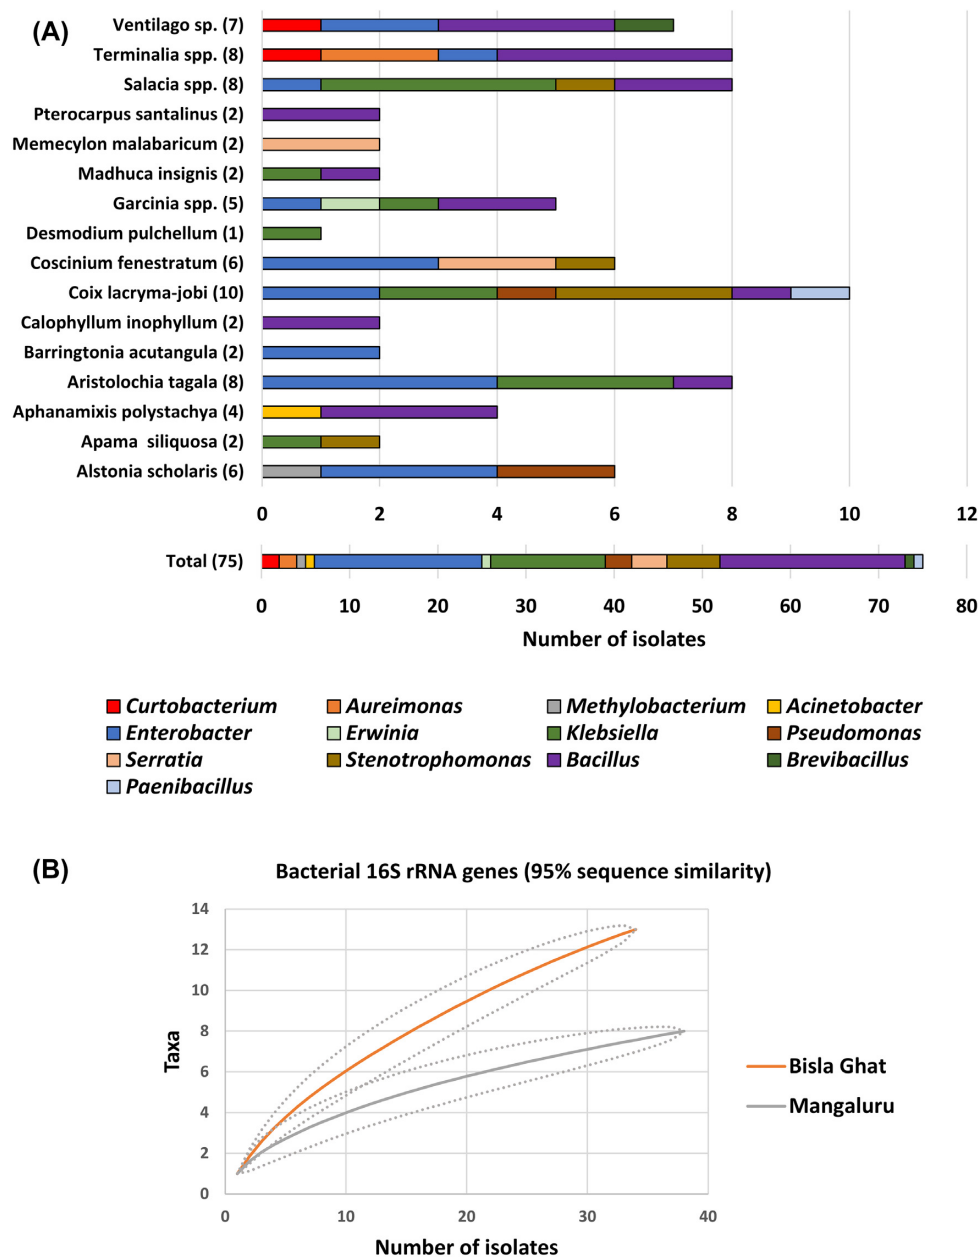 (A)
Ventilago sp. (7)
Terminalia spp. (8)
Salacia spp. (8)
Pterocarpus santalinus (2)
Memecylon malabaricum (2)
Madhuca insignis (2)
Garcinia spp. (5)
Desmodium pulchellum (1)
Coscinium fenestratum (6)
Coix lacryma-jobi (10)
Calophyllum inophyllum (2)
Barringtonia acutangula (2)
Aristolochia tagala (8)
Aphanamixis polystachya (4)
Apama siliquosa (2)
Alstonia scholaris (6)
0 2 4 6 8 10 12
Total (75)
0 10 20 30 40 50 60 70 80
Number of isolates
Curtobacterium Aureimonas Methylobacterium Acinetobacter
Enterobacter Erwinia Klebsiella Pseudomonas
Serratia Stenotrophomonas Bacillus Brevibacillus
Paenibacillus
(B)
Bacterial 16S rRNA genes (95% sequence similarity)
14
12
10
8
6
4
2
0
Taxa
0 10 20 30 40
Number of isolates
Bisla Ghat
Mangaluru